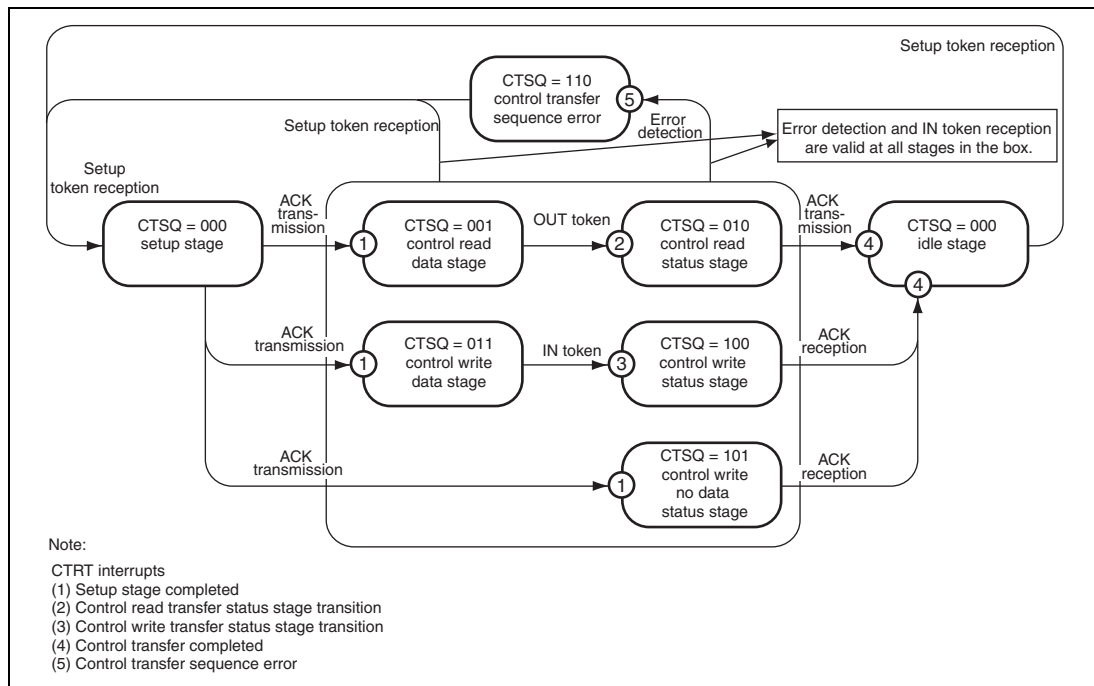 Setup token reception
CTSQ = 110
control transfer
sequence error
5
Setup token reception
Error
detection
Error detection and IN token reception
are valid at all stages in the box.
Setup
token reception
CTSQ = 000
setup stage
ACK
trans-
mission
1
CTSQ = 001
control read
data stage
OUT token
2
CTSQ = 010
control read
status stage
ACK
transmission
4
CTSQ = 000
idle stage
4
ACK
transmission
1
CTSQ = 011
control write
data stage
IN token
3
CTSQ = 100
control write
status stage
ACK
reception
ACK
transmission
1
CTSQ = 101
control write
no data
status stage
ACK
reception
Note:
CTRT interrupts
(1) Setup stage completed
(2) Control read transfer status stage transition
(3) Control write transfer status stage transition
(4) Control transfer completed
(5) Control transfer sequence error